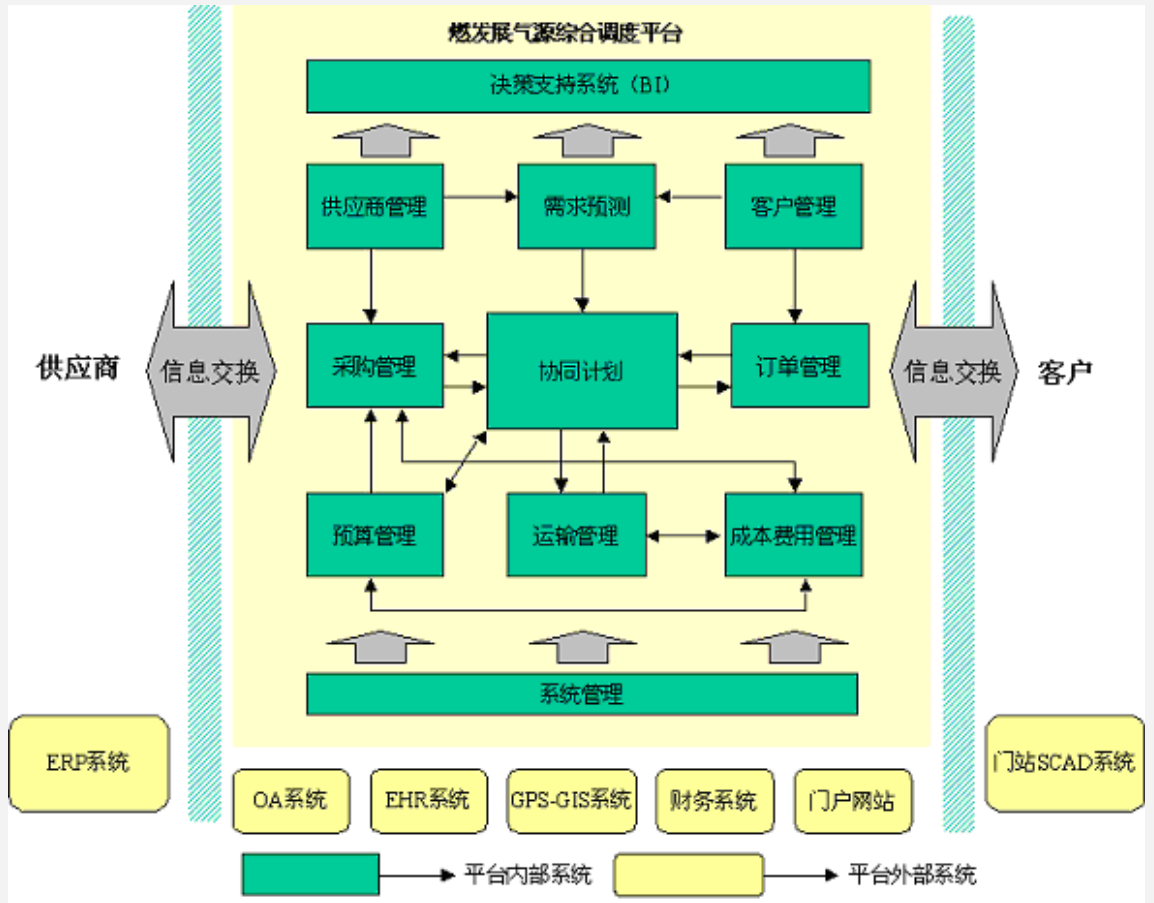 燃发展气源综合调度平台
决策支持系统（BI）
供应商管理
需求预测
客户管理
供应商
信息交换
采购管理
协同计划
订单管理
信息交换
客户
预算管理
运输管理
成本费用管理
系统管理
ERP系统
门站SCAD系统
OA系统
EHR系统
GPS-GIS系统
财务系统
门户网站
平台内部系统
平台外部系统